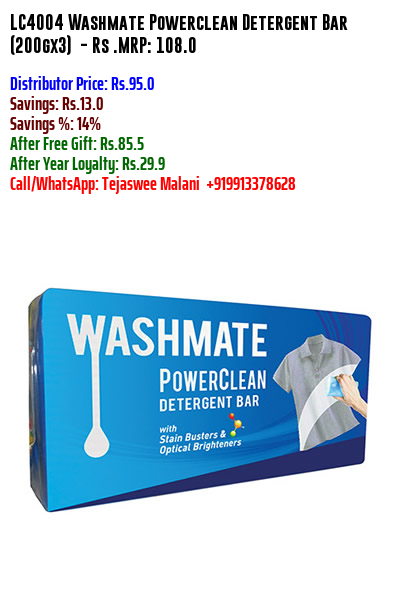 LC4004 Washmate Powerclean Detergent Bar
(200gx3) - Rs .MRP: 108.0
Distributor Price: Rs.95.0
Savings: Rs.13.0
Savings %: 14%
After Free Gift: Rs.85.5
After Year Loyalty: Rs.29.9
Call/WhatsApp: Tejaswee Malani +919913378628
WASHMATE
POWERCLEAN
DETERGENT BAR
with
Stain Busters &
Optical Brighteners